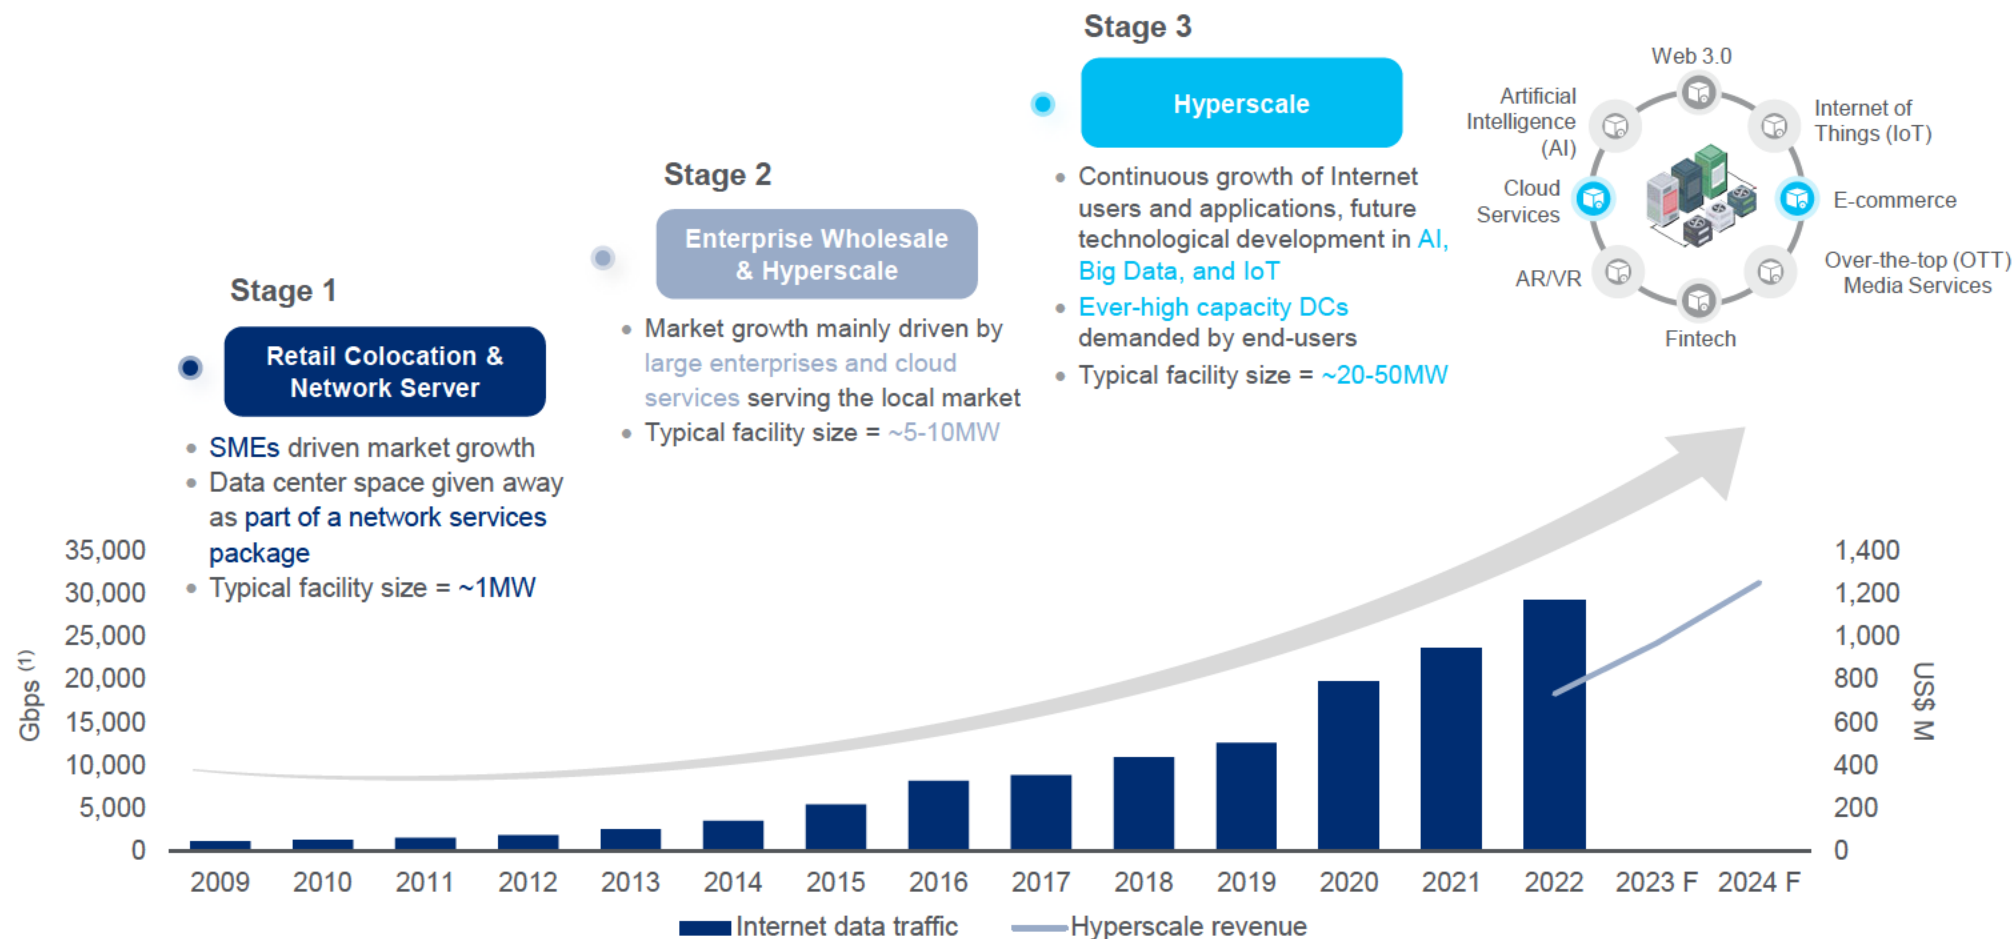 Stage 1
Retail Colocation &
Network Server
SMEs driven market growth
Data center space given away
as part of a network services
package
Typical facility size = ~1MW
Stage 2
Enterprise Wholesale
& Hyperscale
Market growth mainly driven by
large enterprises and cloud
services serving the local market
Typical facility size = ~5-10MW
Stage 3
Hyperscale
Continuous growth of Internet
users and applications, future
technological development in AI,
Big Data, and IoT
Ever-high capacity DCs
demanded by end-users
Typical facility size = ~20-50MW
Web 3.0
Internet of
Things (IoT)
E-commerce
Over-the-top (OTT)
Media Services
Fintech
AR/VR
Cloud
Services
Artificial
Intelligence
(AI)
Gbps (1)
35,000
30,000
25,000
20,000
15,000
10,000
5,000
0
1,400
1,200
1,000
800
600
400
200
0
US$ M
2009 2010 2011 2012 2013 2014 2015 2016 2017 2018 2019 2020 2021 2022 2023 F 2024 F
Internet data traffic Hyperscale revenue